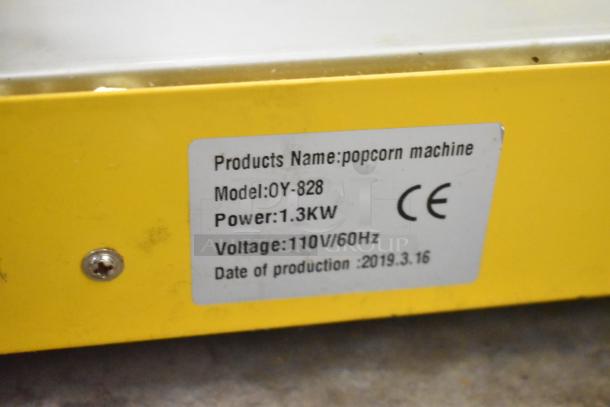 Products Name:popcorn machine
Model:OY-828
Power:1.3KW
CE
Voltage:110V/60Hz
Date of production :2019.3.16